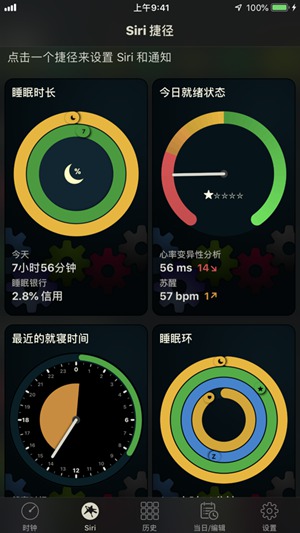 上午9:41
100%
Siri 捷径
点击一个捷径来设置 Siri 和通知
睡眠时长
7
%
今天
7小时56分钟
睡眠银行
2.8% 信用
今日就绪状态
★☆☆☆☆
心率变异性分析
56 ms 14↘
苏醒
57 bpm 1↗
最近的就寝时间
0
6
12
18
睡眠环
z
时钟
Siri
历史
当日/编辑
设置